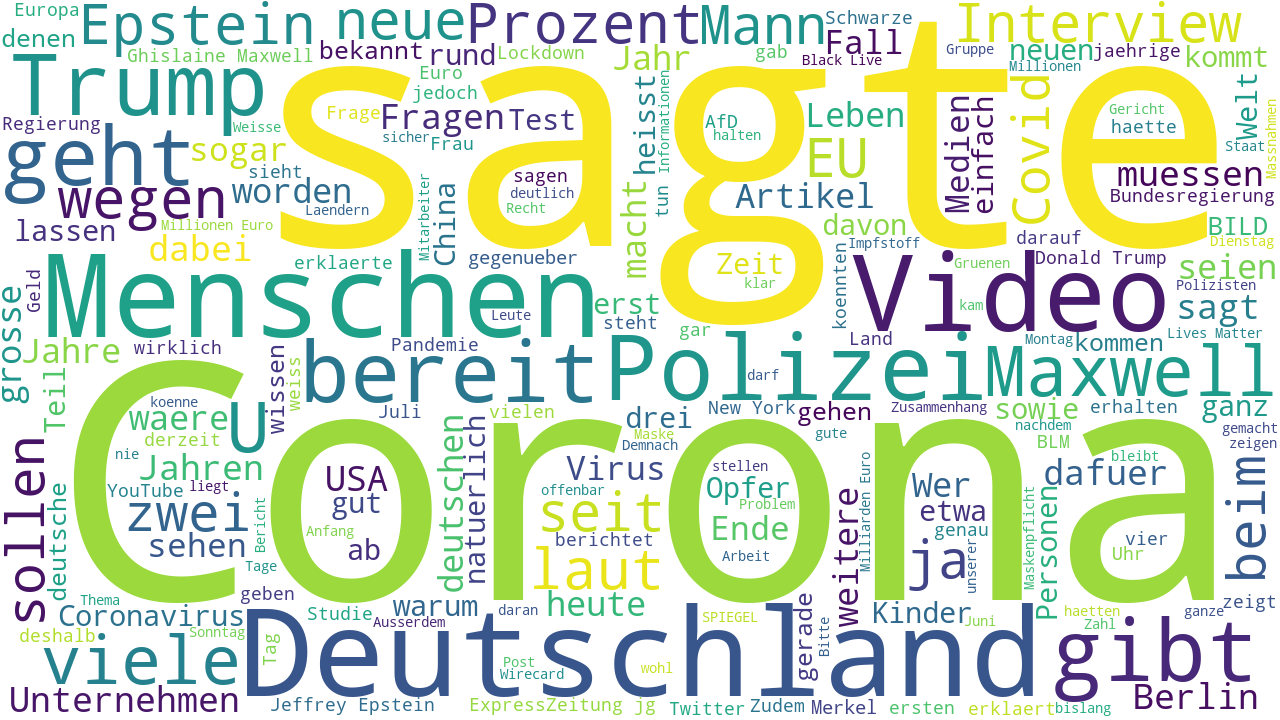 Europa
Epstein
neue
Prozent
Mann
Schwarze
Interview
denen
Ghislaine Maxwell
bekannt
rund
Lockdown
Jahr
gab
Fall
Black Live
Gruppe
neuen
jaehrige
kommt
Trump
Euro
jedoch
Millionen
sagte
Regierung
Weisse
Frage
Fragen
Test
heisst
Informationen
AfD
halten
Leben
Medien
einfach
Covid
Gericht
haette
Welt
Staat
Massnahmen
geht
sogar
sicher
Frau
EU
sieht
sagen
deutlich
Recht
muessen
wegen
worden
Laendern
Mitarbeiter
China
tun
Artikel
Bundesregierung
lassen
Millionen Euro
macht
davon
BILD
dabei
gegenueber
Impfstoff
darauf
Dienstag
erklaerte
Zeit
klar
Gruenen
Donald Trump
seien
Geld
Menschen
Leute
erst
koennten
Video
kam
Polizisten
sagt
grosse
steht
gar
Land
Lives Matter
Jahre
wirklich
Pandemie
Polizei
Montag
kommen
Teil
wissen
weiss
bereit
darf
Maxwell
koenne
Corona
waere
U
Juli
vielen
drei
New York
gehen
Zusammenhang
sowie
erhalten
ganz
derzeit
deutschen
natuerlich
Maske
Demnach
gute
nachdem
BLM
gemacht
zeigen
sollen
nie
Jahren
USA
Virus
stellen
Wer
dafuer
bleibt
deutsche
YouTube
liegt
gut
offenbar
Opfer
Problem
weitere
Milliarden Euro
etwa
Maskenpflicht
Personen
beim
zwei
Bericht
Anfang
seit
Ende
genau
vier
sehen
ab
berichtet
Arbeit
ja
unserer
Uhr
Tage
laut
Thema
geben
Coronavirus
Studie
warum
daran
heute
gerade
Bitte
Kinder
Juni
haetten
Zahl
ganze
zeigt
deshalb
Sonntag
Tag
Ausserdem
SPIEGEL
viele
Deutschland
Post
Wirecard
wohl
gibt
Unternehmen
Jeffrey Epstein
ExpressZeitung jg
Twitter
Zudem
Merkel
ersten
erklaert
bislang
Berlin